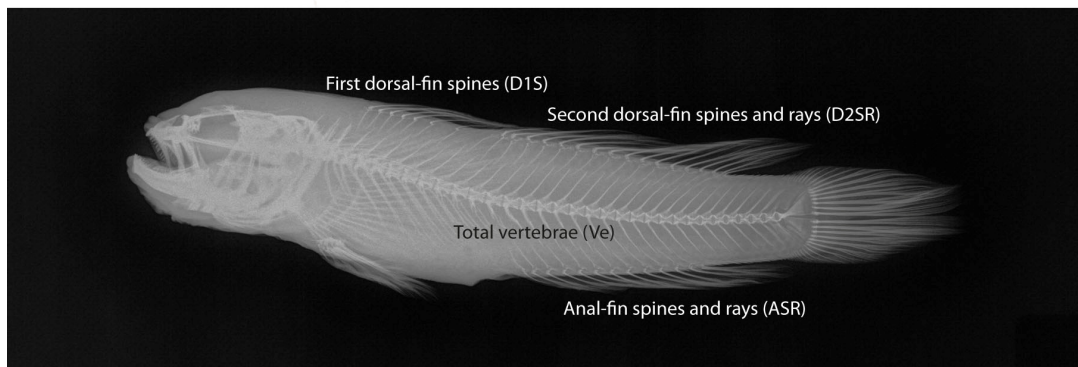 First dorsal-fin spines (D1S)
Second dorsal-fin spines and rays (D2SR)
Total vertebrae (Ve)
Anal-fin spines and rays (ASR)